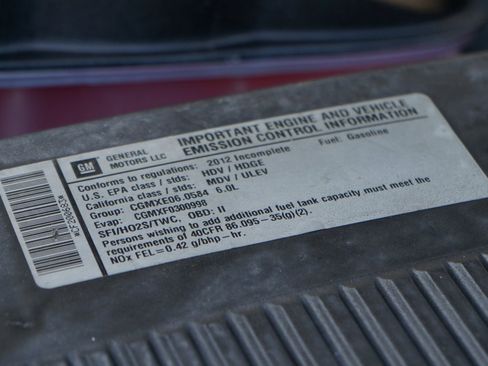 GM
GENERAL MOTORS LLC
IMPORTANT ENGINE AND VEHICLE
EMISSION CONTROL INFORMATION
Conforms to regulations: 2012 Incomplete Fuel: Gasoline
U.S. EPA class / stds: HDV / HDGE
California class / stds: MDV / ULEV
Group: CGMXE06.0584 6.0L
Evap: CGMXF0300998
SFI/HO2S/TWC, OBD: II
Persons wishing to add additional fuel tank capacity must meet the
requirements of 40CFR 86.095-35(g)(2).
NOx FEL=0.42 g/bhp-hr.